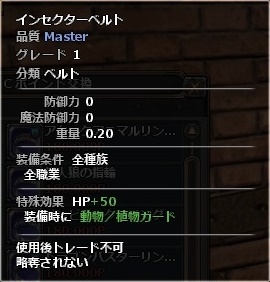 インセクターベルト
品質 Master
グレード 1
分類 ベルト
防御力 0
魔法防御力 0
重量 0.20
装備条件 全種族
全職業
特殊効果 HP+50
装備時に 動物/植物ガード
使用後トレード不可
略奪されない